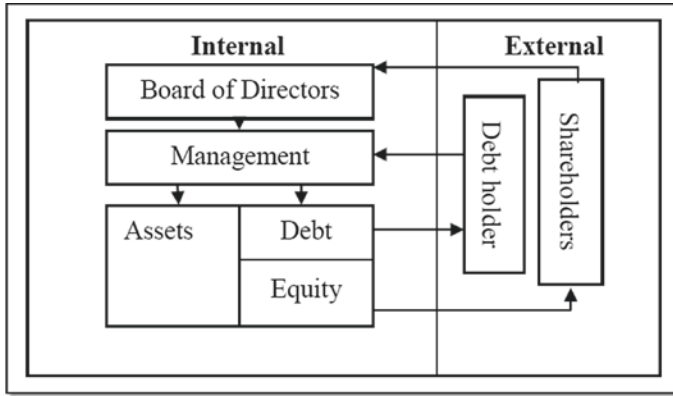 Internal
External
Board of Directors
Management
Assets
Debt
Equity
Debt holder
Shareholders